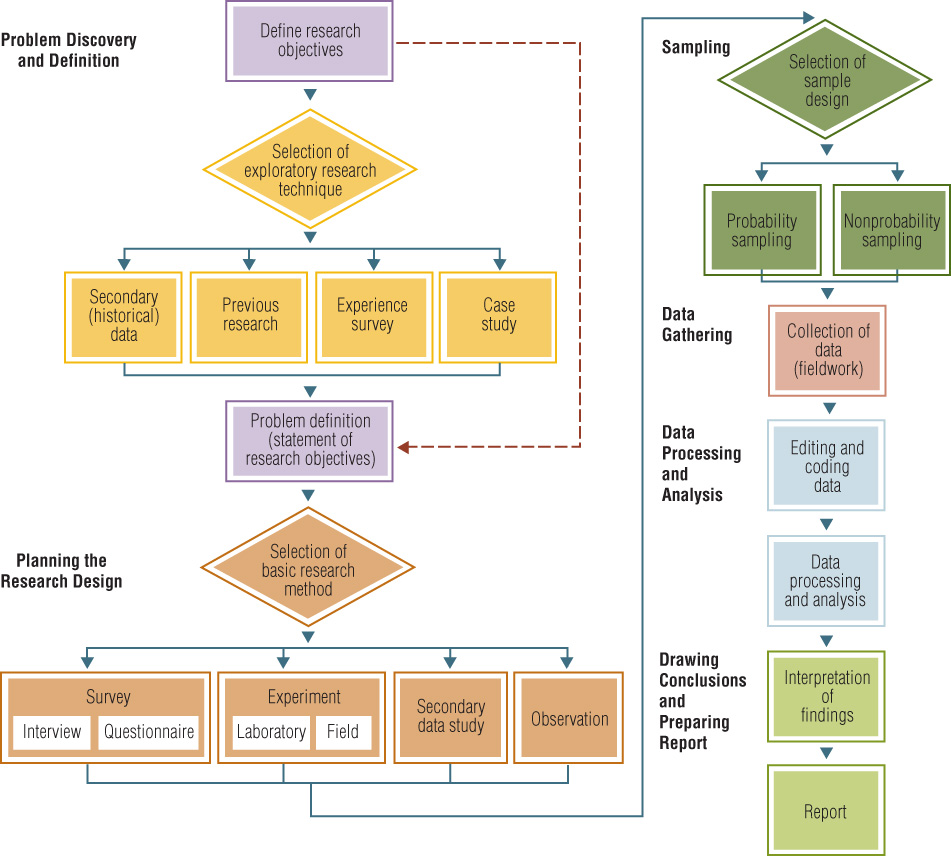 Problem Discovery
and Definition
Define research
objectives
Selection of
exploratory research
technique
Secondary
(historical)
data
Previous
research
Experience
survey
Case
study
Problem definition
(statement of
research objectives)
Planning the
Research Design
Selection of
basic research
method
Survey
Interview
Questionnaire
Experiment
Laboratory
Field
Secondary
data study
Observation
Sampling
Selection of
sample
design
Probability
sampling
Nonprobability
sampling
Data
Gathering
Collection of
data
(fieldwork)
Data
Processing
and
Analysis
Editing and
coding
data
Data
processing
and analysis
Drawing
Conclusions
and
Preparing
Report
Interpretation
of
findings
Report